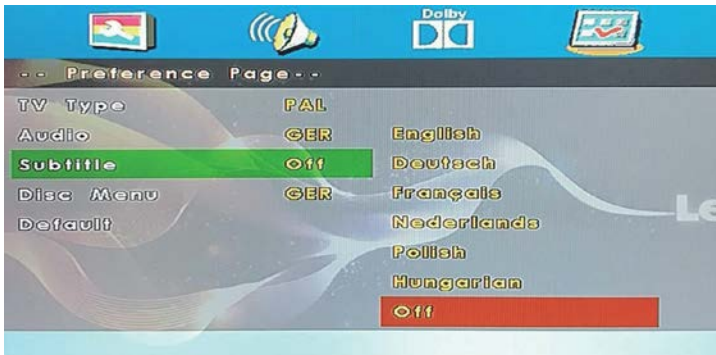 Dolby
-- Preference Page--
TV Type PAL
Audio GER English
Subtitle Off Deutsch
Disc Menu GER Français
Default Nederlands
Polish
Hungarian
Off
Le